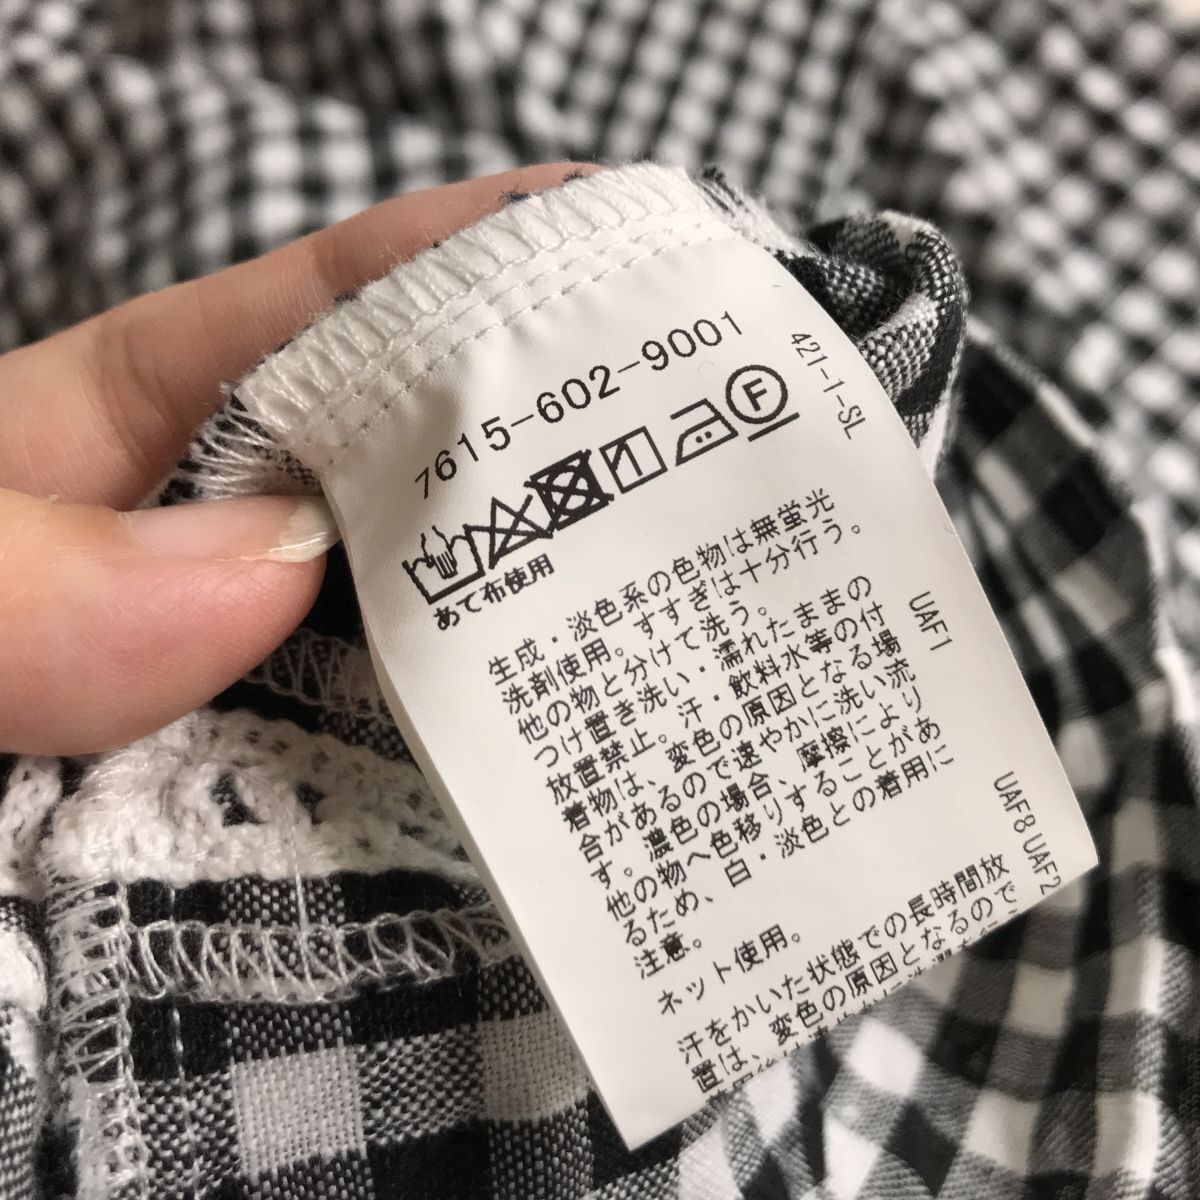 7615-602-9001
421-1-SL
F
あて布使用
生成・淡色系の色物は無蛍光
洗剤使用。すすぎは十分行う。
他の物と分けて洗う。
つけ置き洗い・濡れたままの
放置禁止。汗・飲料水等の付
着物は、変色の原因となる場
合があるので速やかに洗い流
す。濃色の場合、摩擦により
他の物へ色移りすることがあ
るため、白・淡色との着用に
注意。
UAF1
ネット使用。
UAF8 UAF2
汗をかいた状態での長時間放
置は、変色の原因となるので